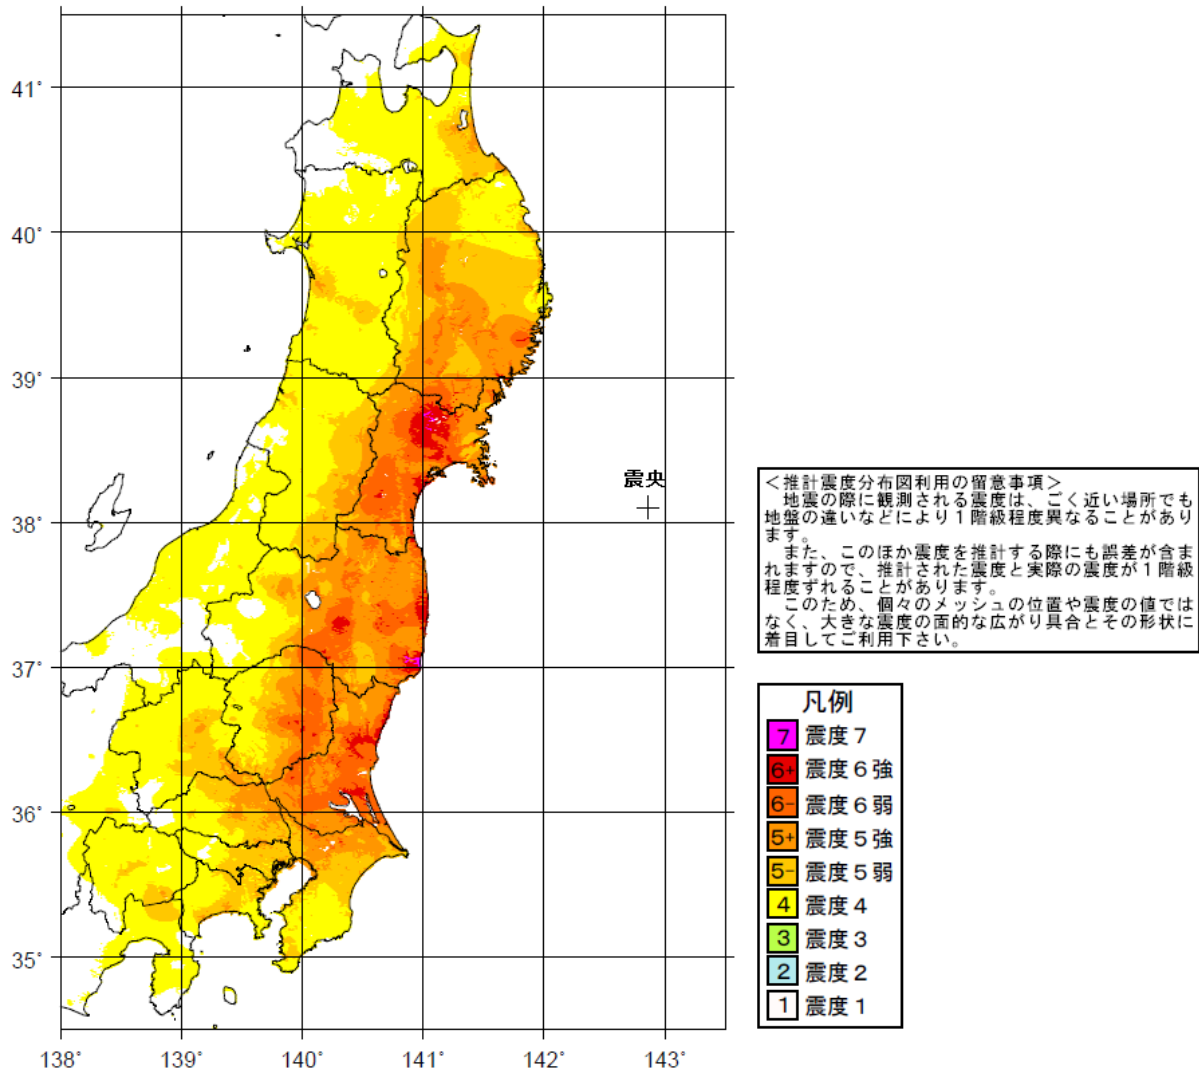 41°
40°
39°
38°
37°
36°
35°
138°
139°
140°
141°
142°
143°
震央
＜推計震度分布図利用の留意事項＞
　地震の際に観測される震度は、ごく近い場所でも
地盤の違いなどにより１階級程度異なることがあり
ます。
　また、このほか震度を推計する際にも誤差が含ま
れますので、推計された震度と実際の震度が１階級
程度ずれることがあります。
　このため、個々のメッシュの位置や震度の値では
なく、大きな震度の面的な広がり具合とその形状に
着目してご利用下さい。
凡例
7 震度７
6+ 震度６強
6- 震度６弱
5+ 震度５強
5- 震度５弱
4 震度４
3 震度３
2 震度２
1 震度１